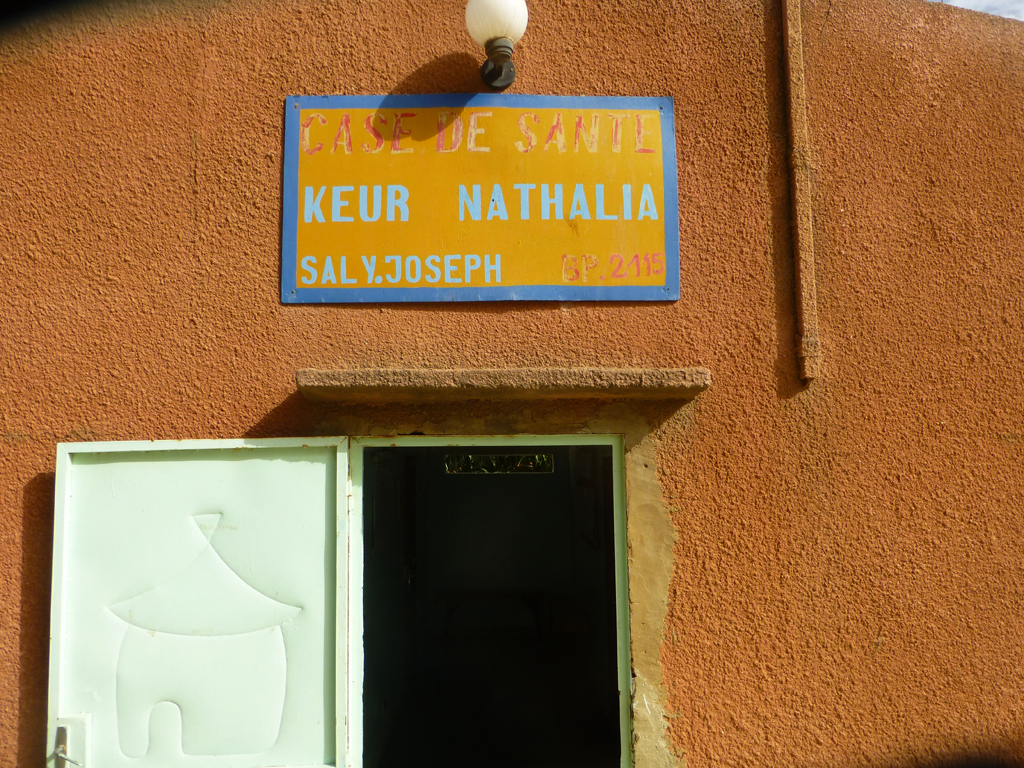 CASE DE SANTE
KEUR NATHALIA
SALY.JOSEPH BP.2115